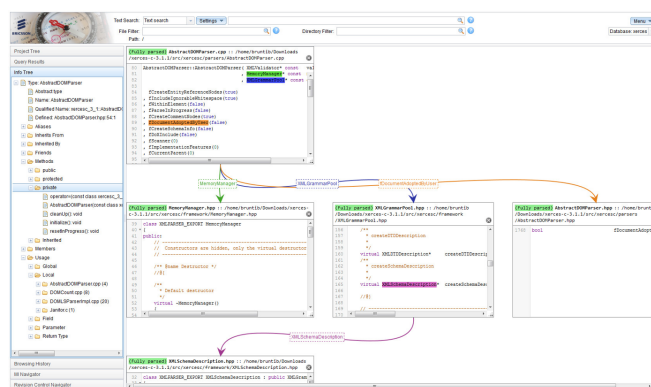 ERICSSON
Text Search: Text search Settings Menu
File Filter: Directory Filter: Database: xerces
Path: /
Project Tree
Query Results
Info Tree
Type: AbstractDOMParser
Abstract type
Name: AbstractDOMParser
Qualified Name: xercesc_3_1::AbstractD
Defined: AbstractDOMParser.hpp:54:1
Aliases
Inherits From
Inherited By
Friends
Methods
public
protected
private
operator=(const class xercesc_3_
AbstractDOMParser(const class xe
cleanUp(): void
initialize(): void
resetInProgress(): void
Inherited
Members
Usage
Global
Local
AbstractDOMParser.cpp (4)
DOMCount.cpp (8)
DOMLSParserImpl.cpp (20)
Janitor.c (1)
Field
Parameter
Return Type
Browsing History
MI Navigator
Revision Control Navigator
(Fully parsed) AbstractDOMParser.cpp :: /home/bruntib/Downloads
/xerces-c-3.1.1/src/xercesc/parsers/AbstractDOMParser.cpp
AbstractDOMParser::AbstractDOMParser( XMLValidator* const
, MemoryManager* const
, XMLGrammarPool* const
fCreateEntityReferenceNodes(true)
, fIncludeIgnorableWhitespace(true)
, fWithinElement(false)
, fParseInProgress(false)
, fCreateCommentNodes(true)
, fDocumentAdoptedByUser(false)
, fCreateSchemaInfo(false)
, fDoXInclude(false)
, fScanner(0)
, fImplementationFeatures(0)
, fCurrentParent(0)
MemoryManager
XMLGrammarPool
fDocumentAdoptedByUser
(Fully parsed) MemoryManager.hpp :: /home/bruntib/Downloads/xerces-
c-3.1.1/src/xercesc/framework/MemoryManager.hpp
class XMLPARSER_EXPORT MemoryManager
{
public:
// Constructors are hidden, only the virtual destructor
/** @name Destructor */
//@{
/**
* Default destructor
*/
virtual ~MemoryManager()
{
(Fully parsed) XMLGrammarPool.hpp :: /home/bruntib
/Downloads/xerces-c-3.1.1/src/xercesc/framework
/XMLGrammarPool.hpp
/**
* createDTDDescription
*
*/
virtual XMLDTDDescription* createDTDDescrip
/**
* createSchemaDescription
*
*/
virtual XMLSchemaDescription* createSchemaDesc
//@}
(Fully parsed) AbstractDOMParser.hpp :: /home/brun
/Downloads/xerces-c-3.1.1/src/xercesc/parsers
/AbstractDOMParser.hpp
bool fDocumentAdopt
XMLSchemaDescription
(Fully parsed) XMLSchemaDescription.hpp :: /home/bruntib/Downloads
/xerces-c-3.1.1/src/xercesc/framework/XMLSchemaDescription.hpp
class XMLPARSER_EXPORT XMLSchemaDescription : public XMLGram